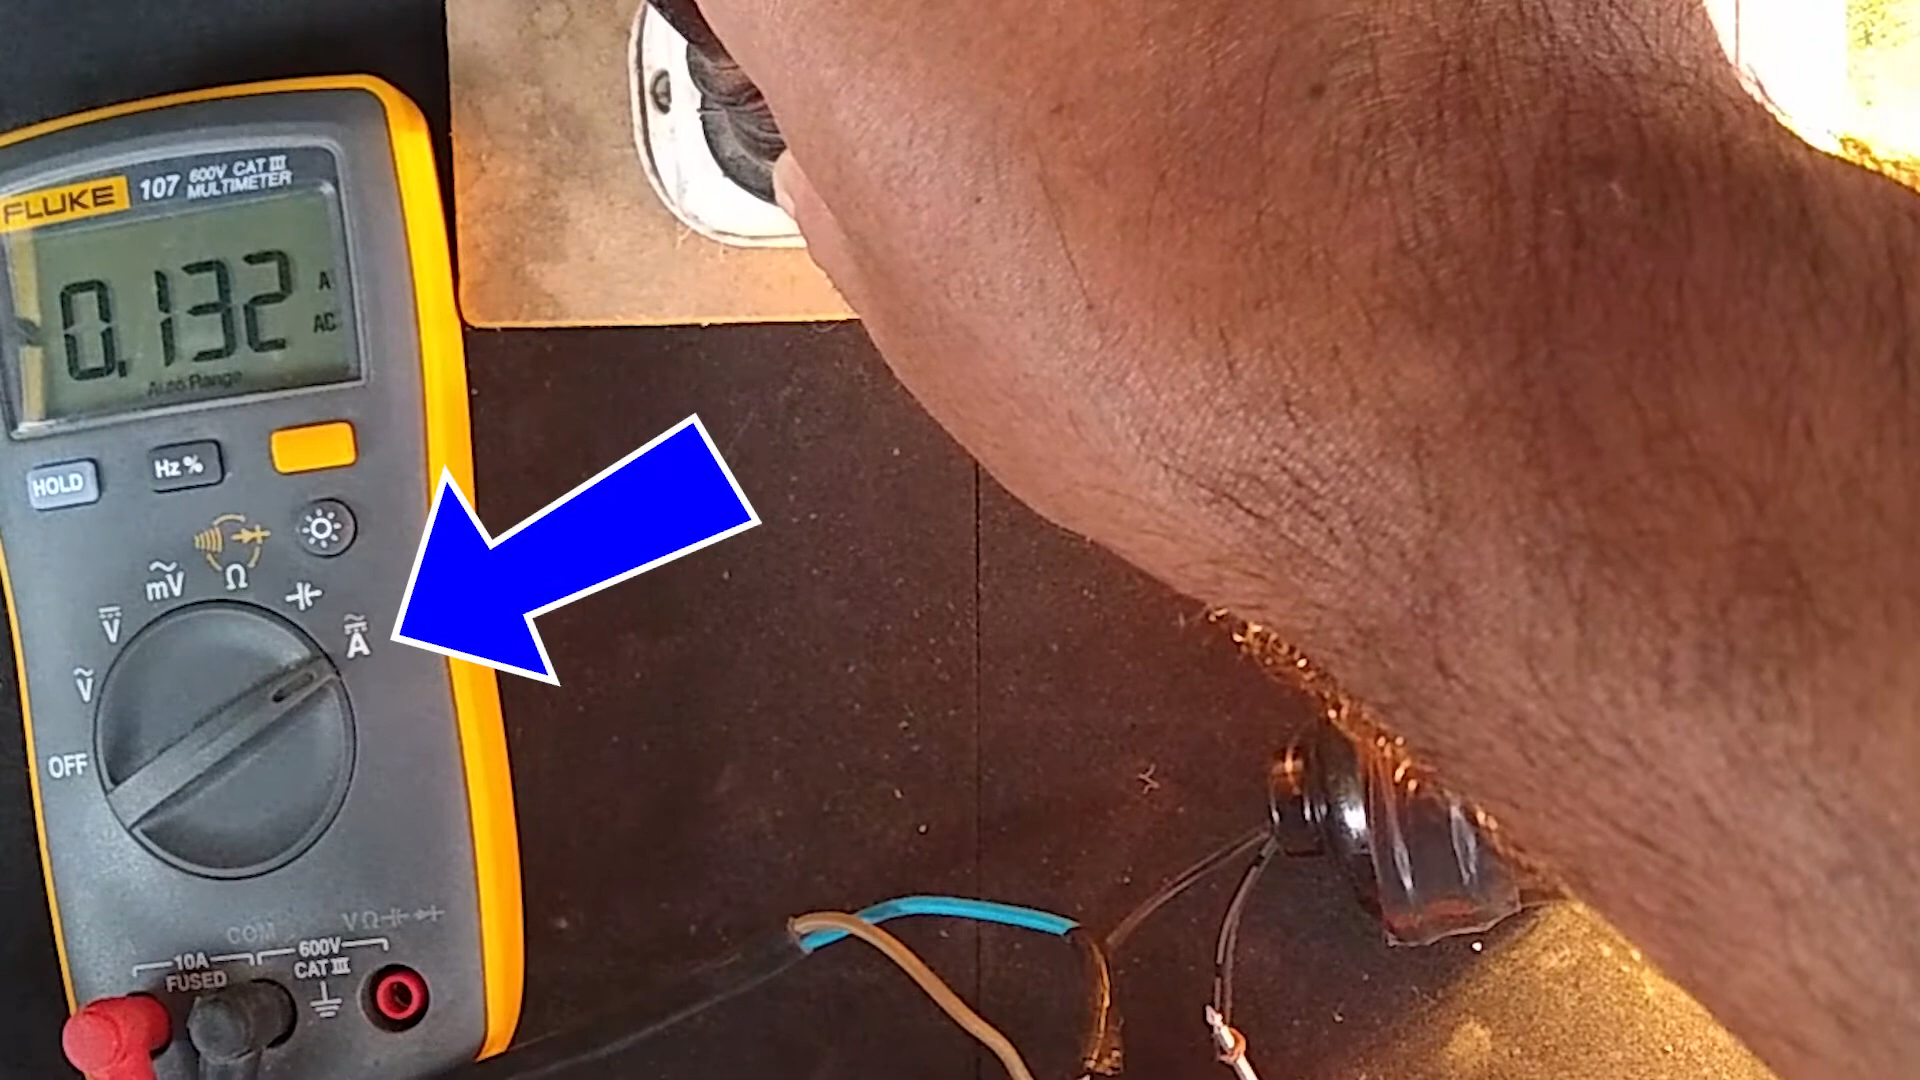 FLUKE 107 600V CAT III
MULTIMETER
0.132 A
AC
Auto Range
HOLD
Hz %
mV
Ω
V
A
V
OFF
COM
VΩ
10A
FUSED
600V
CAT III